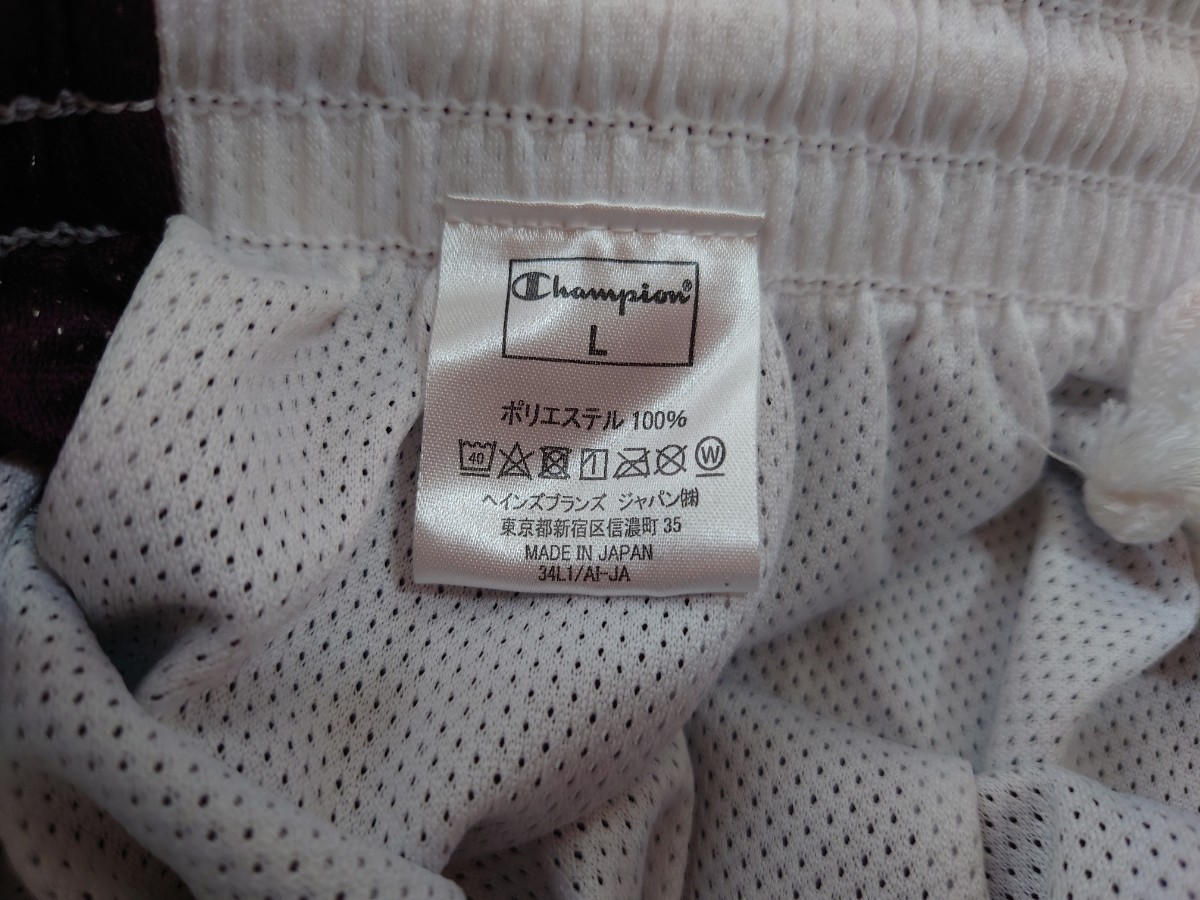 Champion®
L
ポリエステル 100%
40 W
ヘインズブランズ ジャパン㈱
東京都新宿区信濃町 35
MADE IN JAPAN
34L1/AI-JA